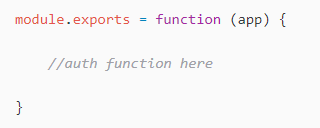 module.exports = function (app) {
//auth function here
}